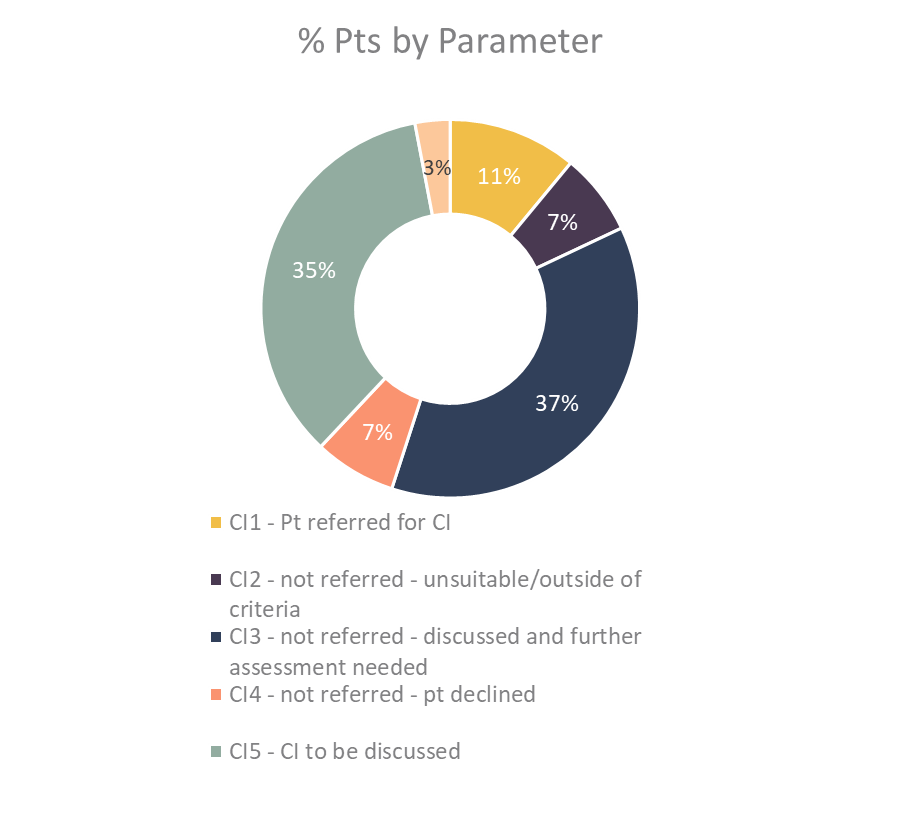 % Pts by Parameter
3%
11%
7%
35%
37%
7%
CI1 - Pt referred for CI
CI2 - not referred - unsuitable/outside of
criteria
CI3 - not referred - discussed and further
assessment needed
CI4 - not referred - pt declined
CI5 - CI to be discussed